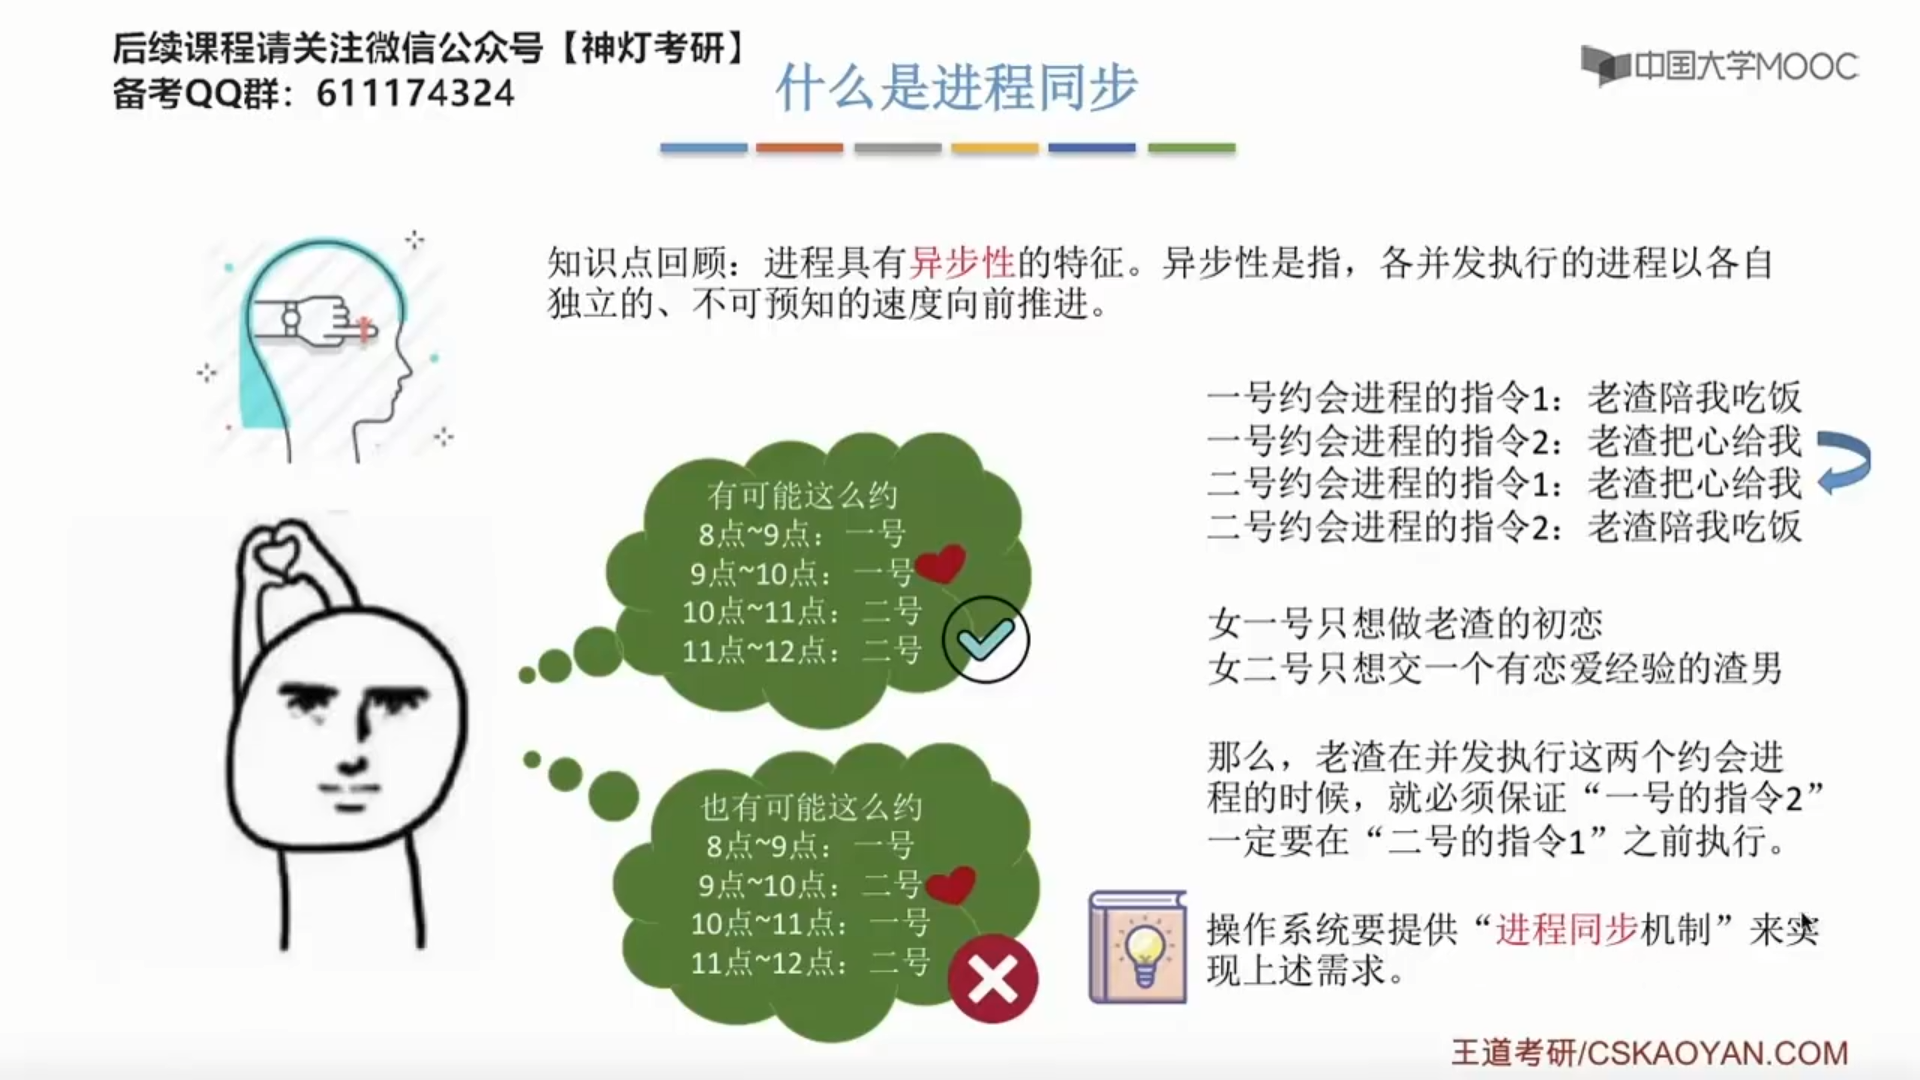 后续课程请关注微信公众号【神灯考研】
备考QQ群：611174324
什么是进程同步
中国大学MOOC
知识点回顾：进程具有异步性的特征。异步性是指，各并发执行的进程以各自
独立的、不可预知的速度向前推进。
一号约会进程的指令1：老渣陪我吃饭
一号约会进程的指令2：老渣把心给我
二号约会进程的指令1：老渣把心给我
二号约会进程的指令2：老渣陪我吃饭
有可能这么约
8点~9点：一号
9点~10点：一号
10点~11点：二号
11点~12点：二号
女一号只想做老渣的初恋
女二号只想交一个有恋爱经验的渣男
那么，老渣在并发执行这两个约会进
程的时候，就必须保证“一号的指令2”
一定要在“二号的指令1”之前执行。
也有可能这么约
8点~9点：一号
9点~10点：二号
10点~11点：一号
11点~12点：二号
操作系统要提供“进程同步机制”来实
现上述需求。
王道考研/CSKAOYAN.COM